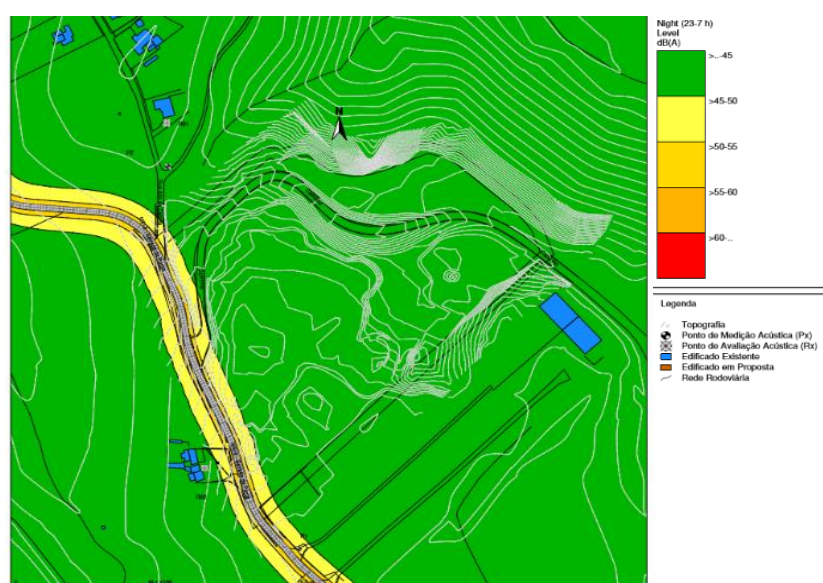 Night (23-7 h)
Level
dB(A)
>..-45
>45-50
>50-55
>55-60
>60-..
N
Legenda
Topografia
Ponto de Medição Acústica (Px)
Ponto de Avaliação Acústica (Rx)
Edificado Existente
Edificado em Proposta
Rede Rodoviária